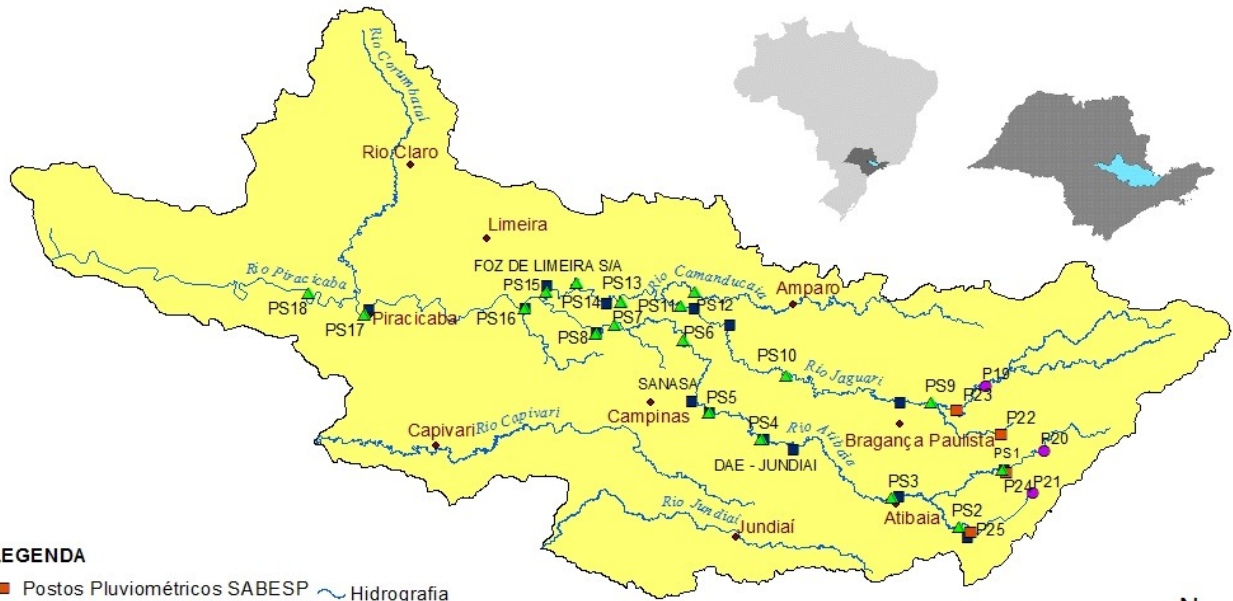 Rio Corumbataí
Rio Claro
Limeira
FOZ DE LIMEIRA S/A
Rio Piracicaba
Rio Camanducaia
Amparo
PS15
PS13
PS14
PS11
PS12
PS18
PS17
Piracicaba
PS16
PS7
PS8
PS6
PS10
Rio Jaguari
P19
PS9
P23
SANASA
PS5
Campinas
Rio Capivari
Capivari
PS4
Rio Atibaia
Bragança Paulista
P22
P20
DAE - JUNDIAI
PS1
P24
P21
PS3
Atibaia
Rio Jundiaí
Jundiaí
PS2
P25
LEGENDA
Postos Pluviométricos SABESP
Hidrografia